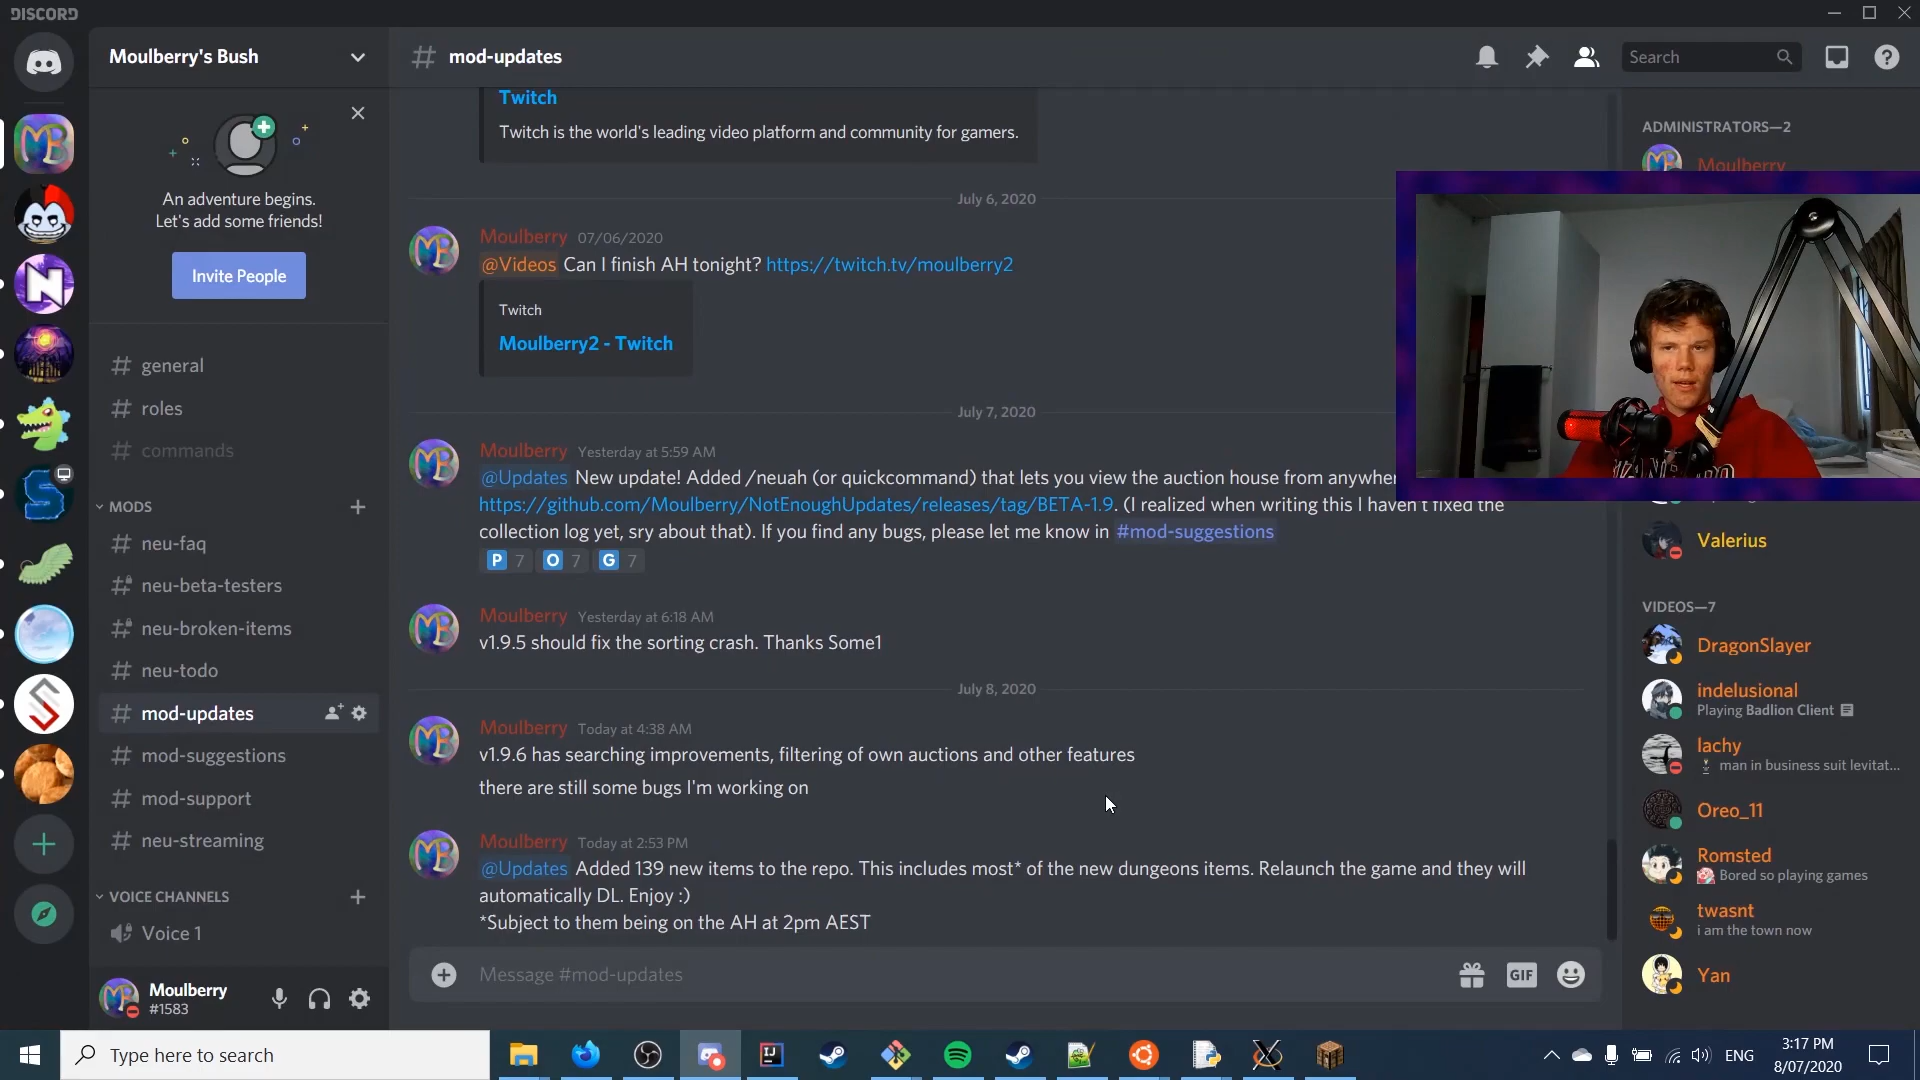 DISCORD
Moulberry's Bush
mod-updates
Search
An adventure begins.
Let's add some friends!
Invite People
general
roles
commands
MODS
neu-faq
neu-beta-testers
neu-broken-items
neu-todo
mod-updates
mod-suggestions
mod-support
neu-streaming
VOICE CHANNELS
Voice 1
Moulberry
#1583
Twitch
Twitch is the world's leading video platform and community for gamers.
July 6, 2020
Moulberry 07/06/2020
@Videos Can I finish AH tonight? https://twitch.tv/moulberry2
Twitch
Moulberry2 - Twitch
July 7, 2020
Moulberry Yesterday at 5:59 AM
@Updates New update! Added /neuah (or quickcommand) that lets you view the auction house from anywher
https://github.com/Moulberry/NotEnoughUpdates/releases/tag/BETA-1.9. (I realized when writing this I haven't fixed the
collection log yet, sry about that). If you find any bugs, please let me know in #mod-suggestions
P 7 O 7 G 7
Moulberry Yesterday at 6:18 AM
v1.9.5 should fix the sorting crash. Thanks Some1
July 8, 2020
Moulberry Today at 4:38 AM
v1.9.6 has searching improvements, filtering of own auctions and other features
there are still some bugs I'm working on
Moulberry Today at 2:53 PM
@Updates Added 139 new items to the repo. This includes most* of the new dungeons items. Relaunch the game and they will
automatically DL. Enjoy :)
*Subject to them being on the AH at 2pm AEST
Message #mod-updates
GIF
ADMINISTRATORS—2
Moulberry
Valerius
VIDEOS—7
DragonSlayer
indelusional
Playing Badlion Client
lachy
man in business suit levitat...
Oreo_11
Romsted
Bored so playing games
twasnt
i am the town now
Yan
Type here to search
ENG
3:17 PM
8/07/2020